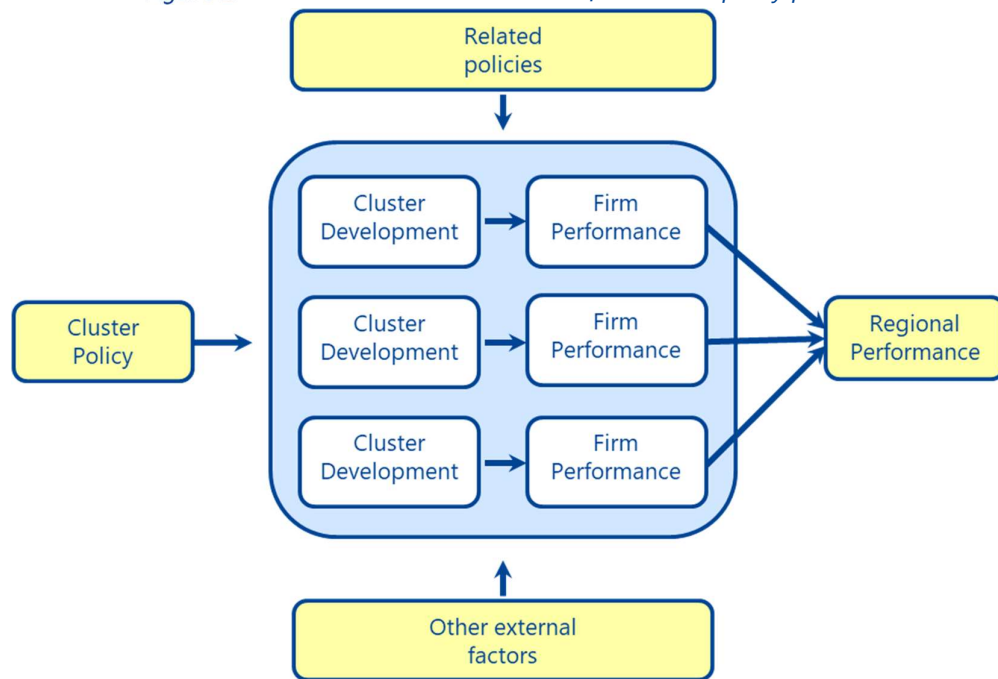 Related
policies
Cluster
Development
Firm
Performance
Cluster
Development
Firm
Performance
Cluster
Development
Firm
Performance
Cluster
Policy
Regional
Performance
Other external
factors